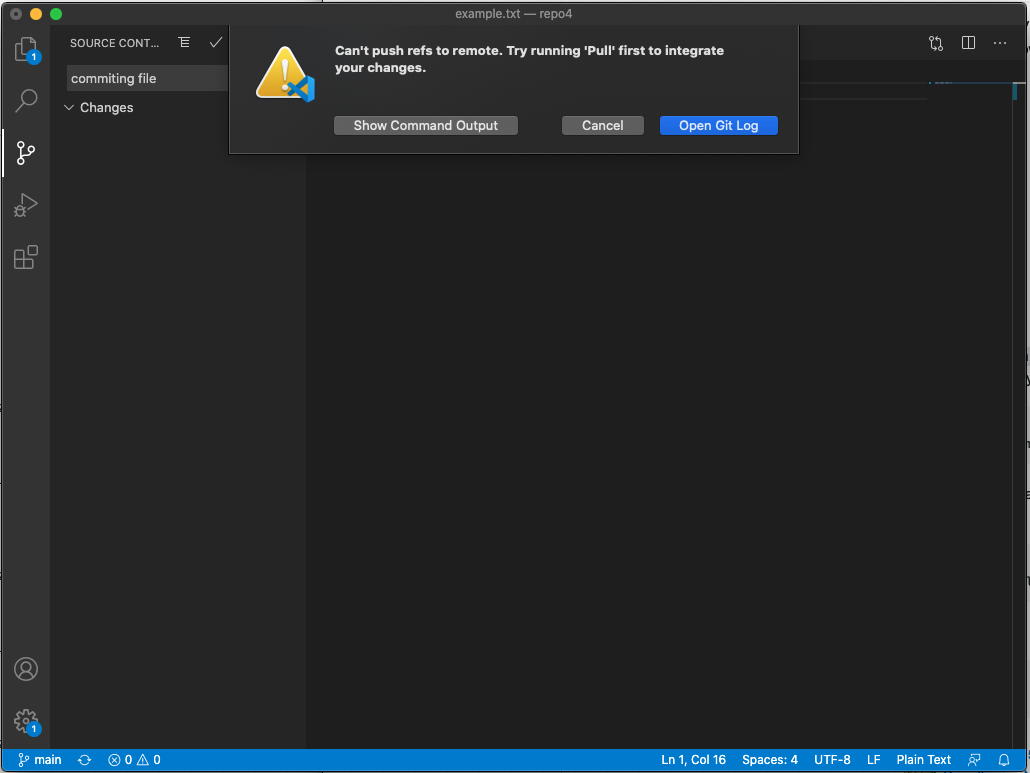 example.txt — repo4
SOURCE CONT...
commiting file
Changes
1
Can't push refs to remote. Try running 'Pull' first to integrate
your changes.
Show Command Output
Cancel
Open Git Log
1
main
0
0
Ln 1, Col 16
Spaces: 4
UTF-8
LF
Plain Text